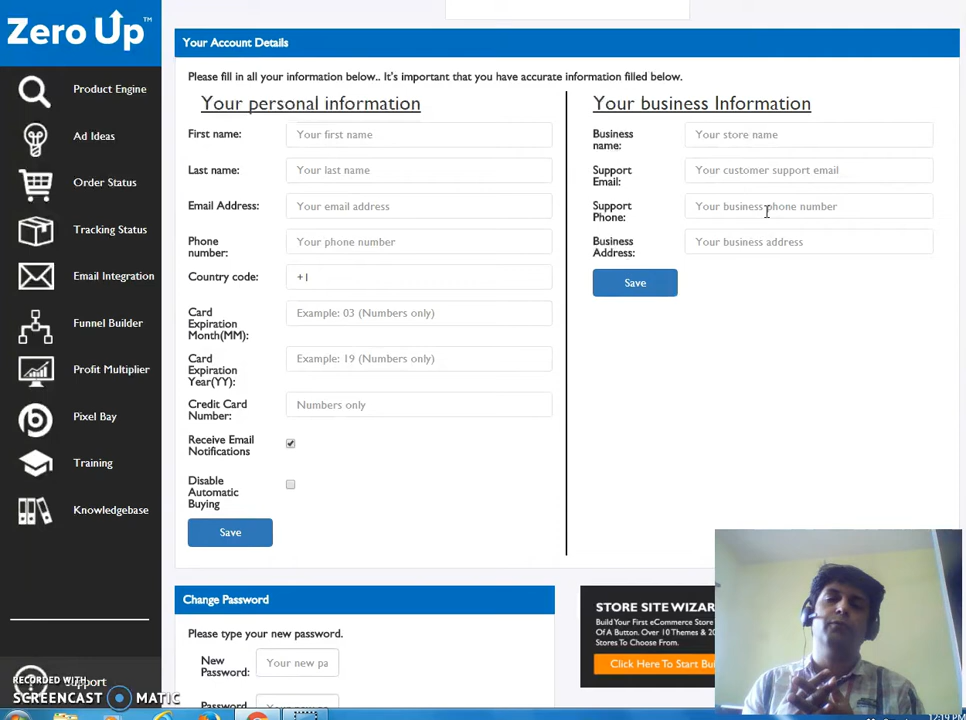 Zero Up™
Product Engine
Ad Ideas
Order Status
Tracking Status
Email Integration
Funnel Builder
Profit Multiplier
Pixel Bay
Training
Knowledgebase
Support
RECORDED WITH
SCREENCAST MATIC
Your Account Details
Please fill in all your information below.. It's important that you have accurate information filled below.
Your personal information
First name: Your first name
Last name: Your last name
Email Address: Your email address
Phone
number: Your phone number
Country code: +1
Card
Expiration
Month(MM): Example: 03 (Numbers only)
Card
Expiration
Year(YY): Example: 19 (Numbers only)
Credit Card
Number: Numbers only
Receive Email
Notifications
Disable
Automatic
Buying
Save
Your business Information
Business
name: Your store name
Support
Email: Your customer support email
Support
Phone: Your business phone number
Business
Address: Your business address
Save
Change Password
Please type your new password.
New
Password: Your new pa
Password
STORE SITE WIZAR
Build Your First eCommerce Store
Of A Button. Over 10 Themes & 20
Stores To Choose From.
Click Here To Start Bui
12:19 PM